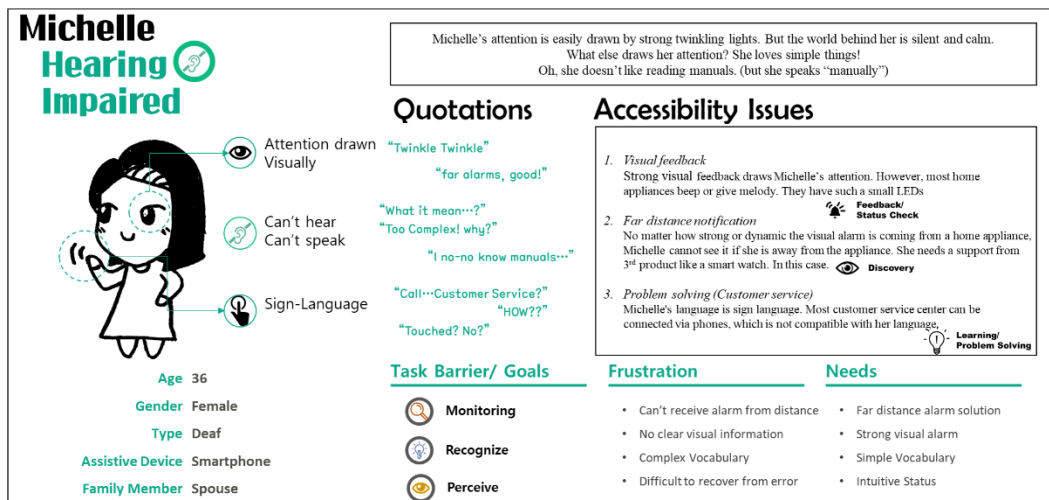 Michelle
Hearing
Impaired
Michelle's attention is easily drawn by strong twinkling lights. But the world behind her is silent and calm.
What else draws her attention? She loves simple things!
Oh, she doesn't like reading manuals. (but she speaks "manually")
Attention drawn
Visually
Can't hear
Can't speak
Sign-Language
Age 36
Gender Female
Type Deaf
Assistive Device Smartphone
Family Member Spouse
Quotations
"Twinkle Twinkle"
"far alarms, good!"
"What it mean…?"
"Too Complex! why?"
"I no-no know manuals…"
"Call…Customer Service?"
"HOW??"
"Touched? No?"
Accessibility Issues
1. Visual feedback
Strong visual feedback draws Michelle's attention. However, most home
appliances beep or give melody. They have such a small LEDs
Feedback/
Status Check
2. Far distance notification
No matter how strong or dynamic the visual alarm is coming from a home appliance,
Michelle cannot see it if she is away from the appliance. She needs a support from
3rd product like a smart watch. In this case.
Discovery
3. Problem solving (Customer service)
Michelle's language is sign language. Most customer service center can be
connected via phones, which is not compatible with her language,
Learning/
Problem Solving
Task Barrier/ Goals
Monitoring
Recognize
Perceive
Frustration
• Can't receive alarm from distance
• No clear visual information
• Complex Vocabulary
• Difficult to recover from error
Needs
• Far distance alarm solution
• Strong visual alarm
• Simple Vocabulary
• Intuitive Status